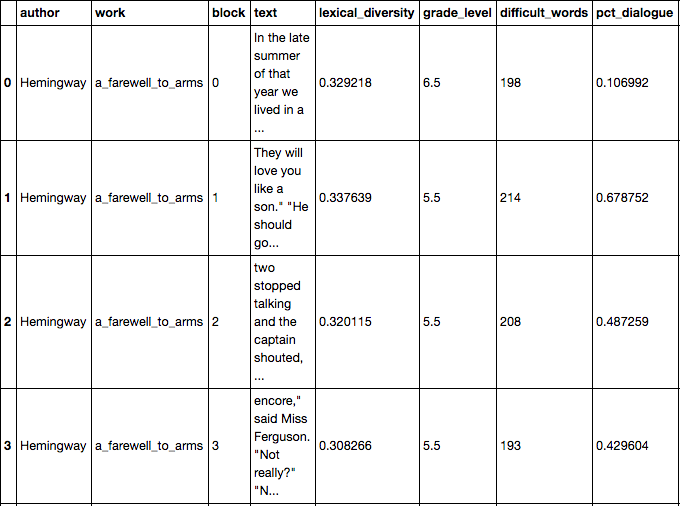 author work block text lexical_diversity grade_level difficult_words pct_dialogue
In the late
summer
of that
year we
lived in a
...
0 Hemingway a_farewell_to_arms 0 0.329218 6.5 198 0.106992
They will
love you
like a
son." "He
should
go...
1 Hemingway a_farewell_to_arms 1 0.337639 5.5 214 0.678752
two
stopped
talking
and the
captain
shouted,
...
2 Hemingway a_farewell_to_arms 2 0.320115 5.5 208 0.487259
encore,"
said Miss
Ferguson.
"Not
really?"
"N...
3 Hemingway a_farewell_to_arms 3 0.308266 5.5 193 0.429604